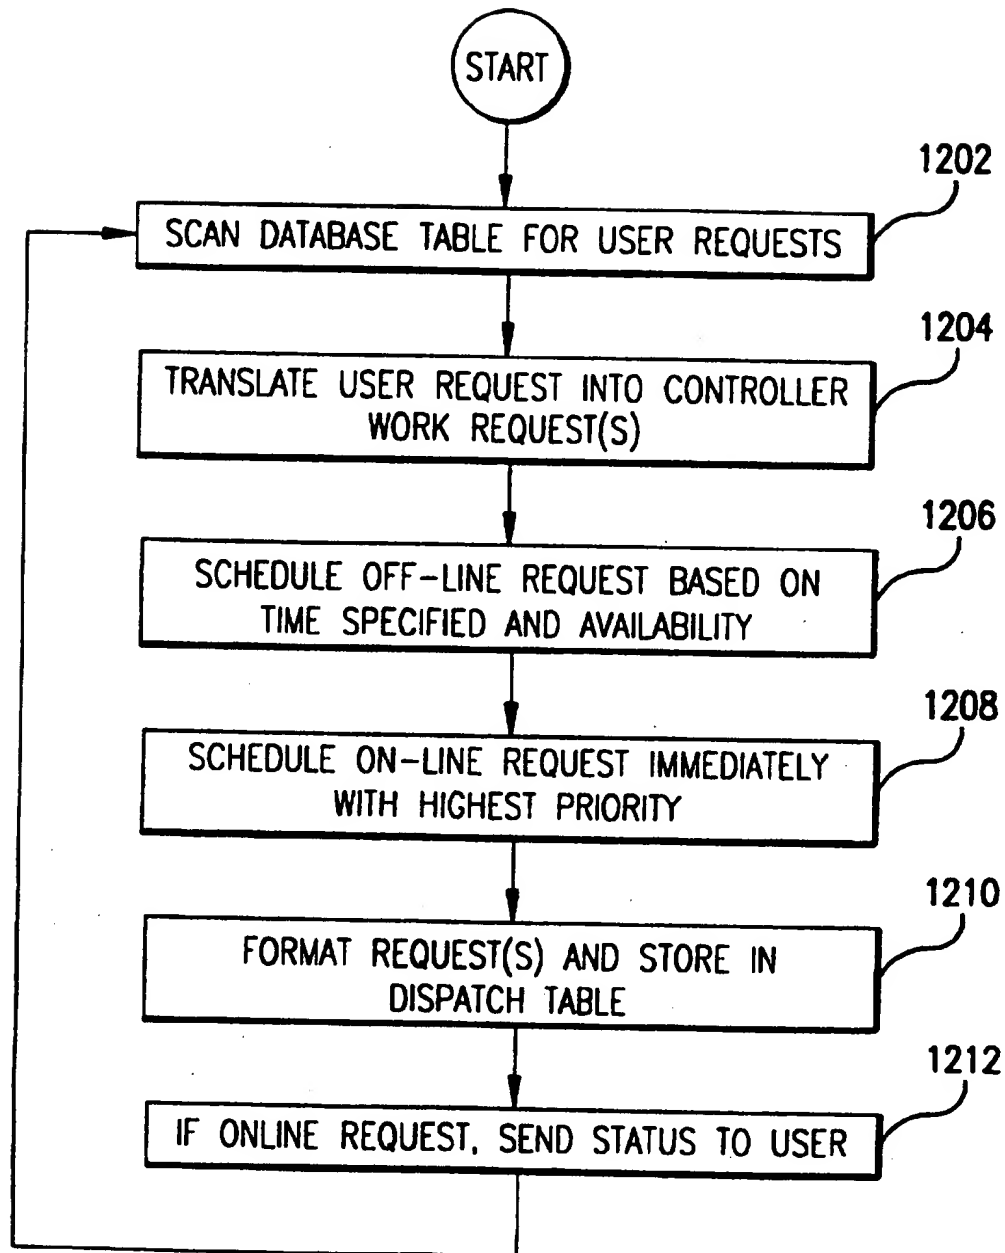 START
1202
SCAN DATABASE TABLE FOR USER REQUESTS
1204
TRANSLATE USER REQUEST INTO CONTROLLER
WORK REQUEST(S)
1206
SCHEDULE OFF-LINE REQUEST BASED ON
TIME SPECIFIED AND AVAILABILITY
1208
SCHEDULE ON-LINE REQUEST IMMEDIATELY
WITH HIGHEST PRIORITY
1210
FORMAT REQUEST(S) AND STORE IN
DISPATCH TABLE
1212
IF ONLINE REQUEST, SEND STATUS TO USER